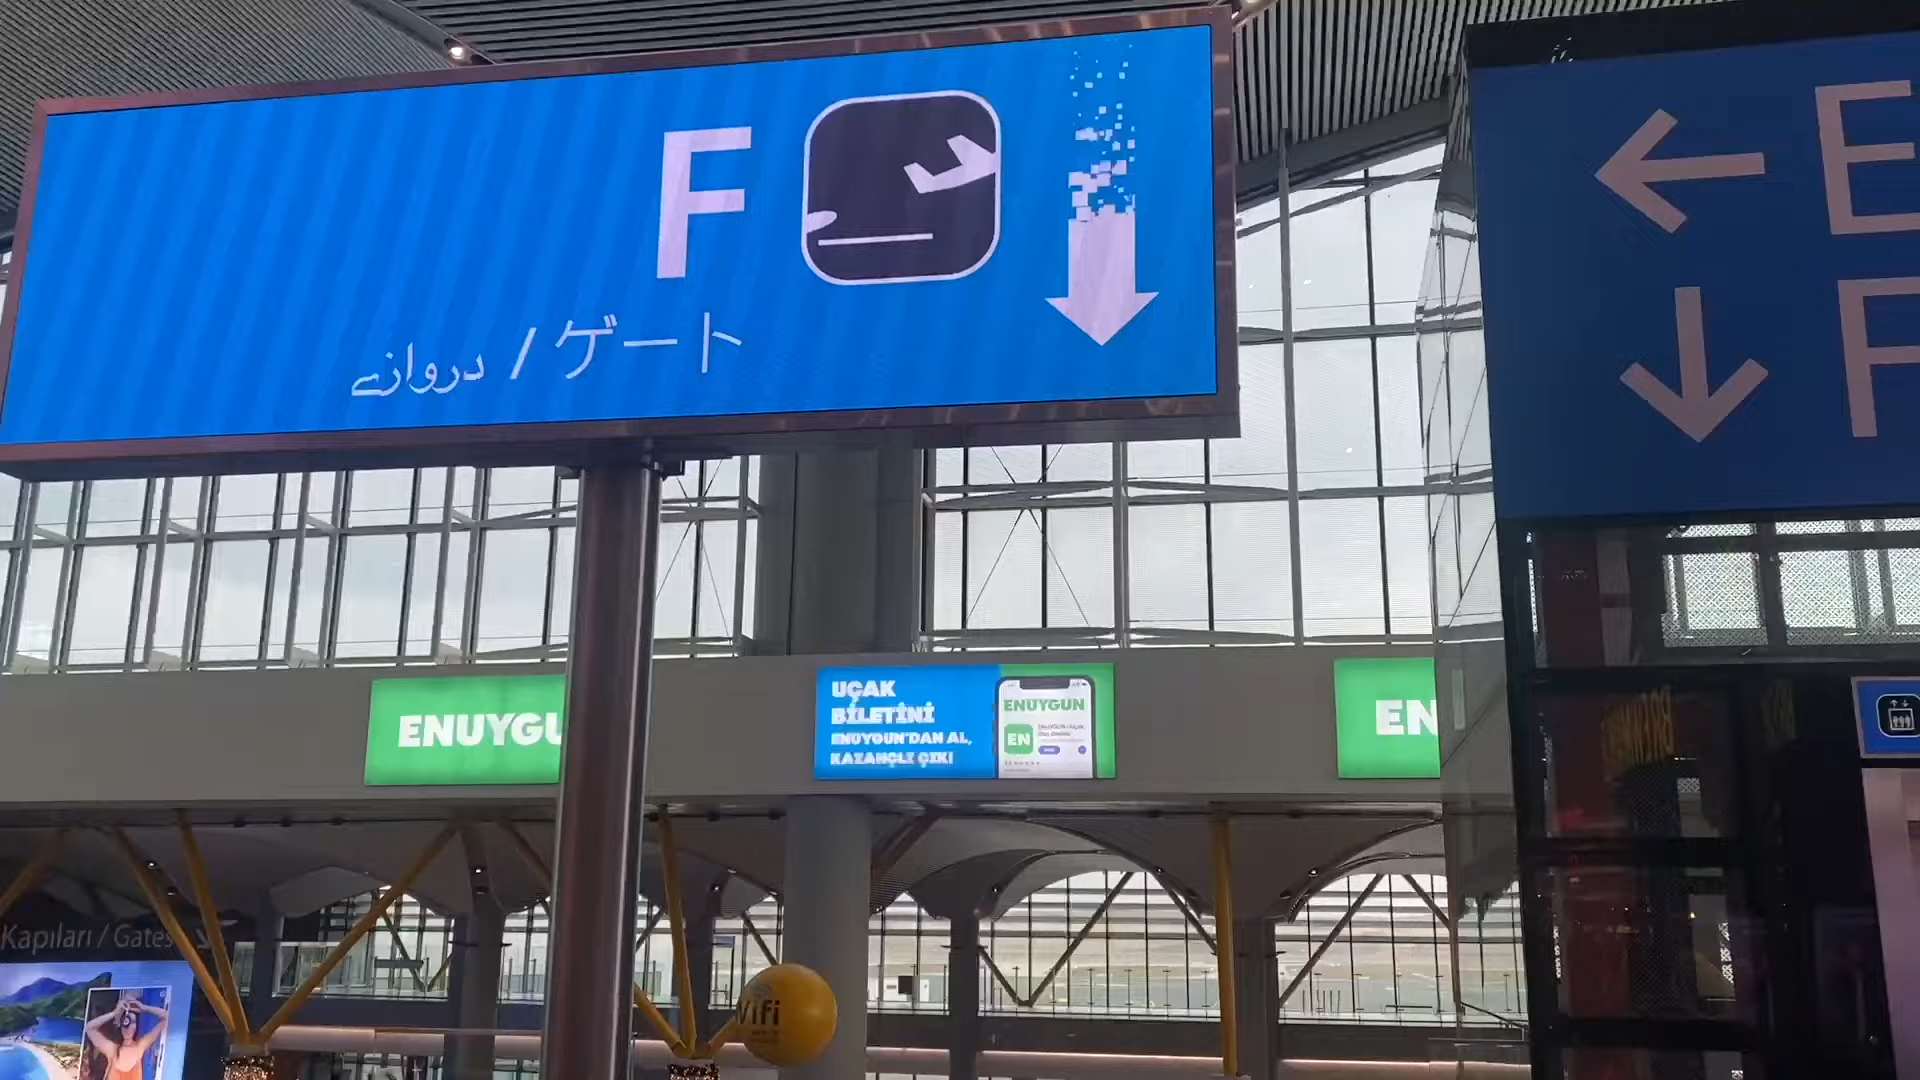 F
دروازے / ゲート
E
F
ENUYGU
UÇAK
BİLETİNİ
ENUYGUN'DAN AL,
KAZANÇLI ÇIK!
ENUYGUN
EN
EN
Kapıları / Gates
Wifi